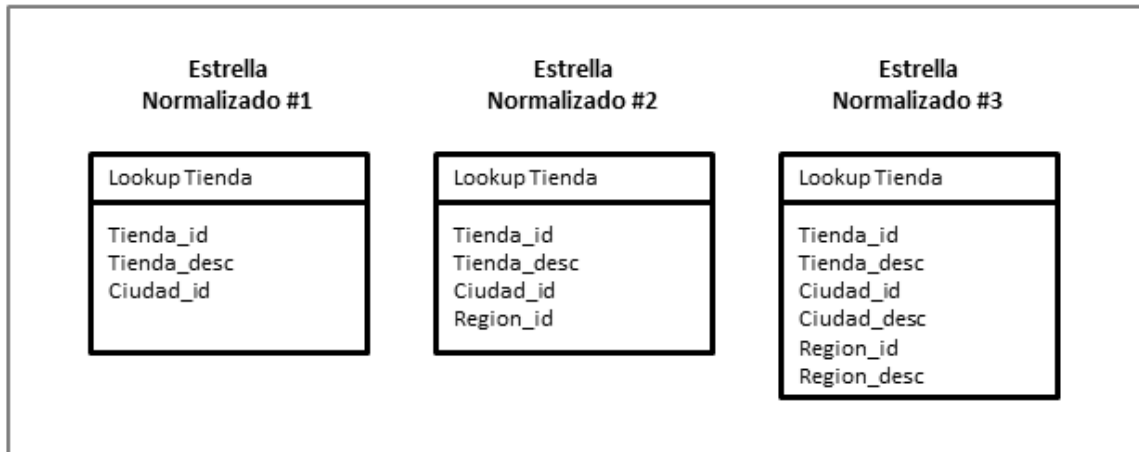 Estrella
Normalizado #1
Estrella
Normalizado #2
Estrella
Normalizado #3
Lookup Tienda
Tienda_id
Tienda_desc
Ciudad_id
Lookup Tienda
Tienda_id
Tienda_desc
Ciudad_id
Region_id
Lookup Tienda
Tienda_id
Tienda_desc
Ciudad_id
Ciudad_desc
Region_id
Region_desc